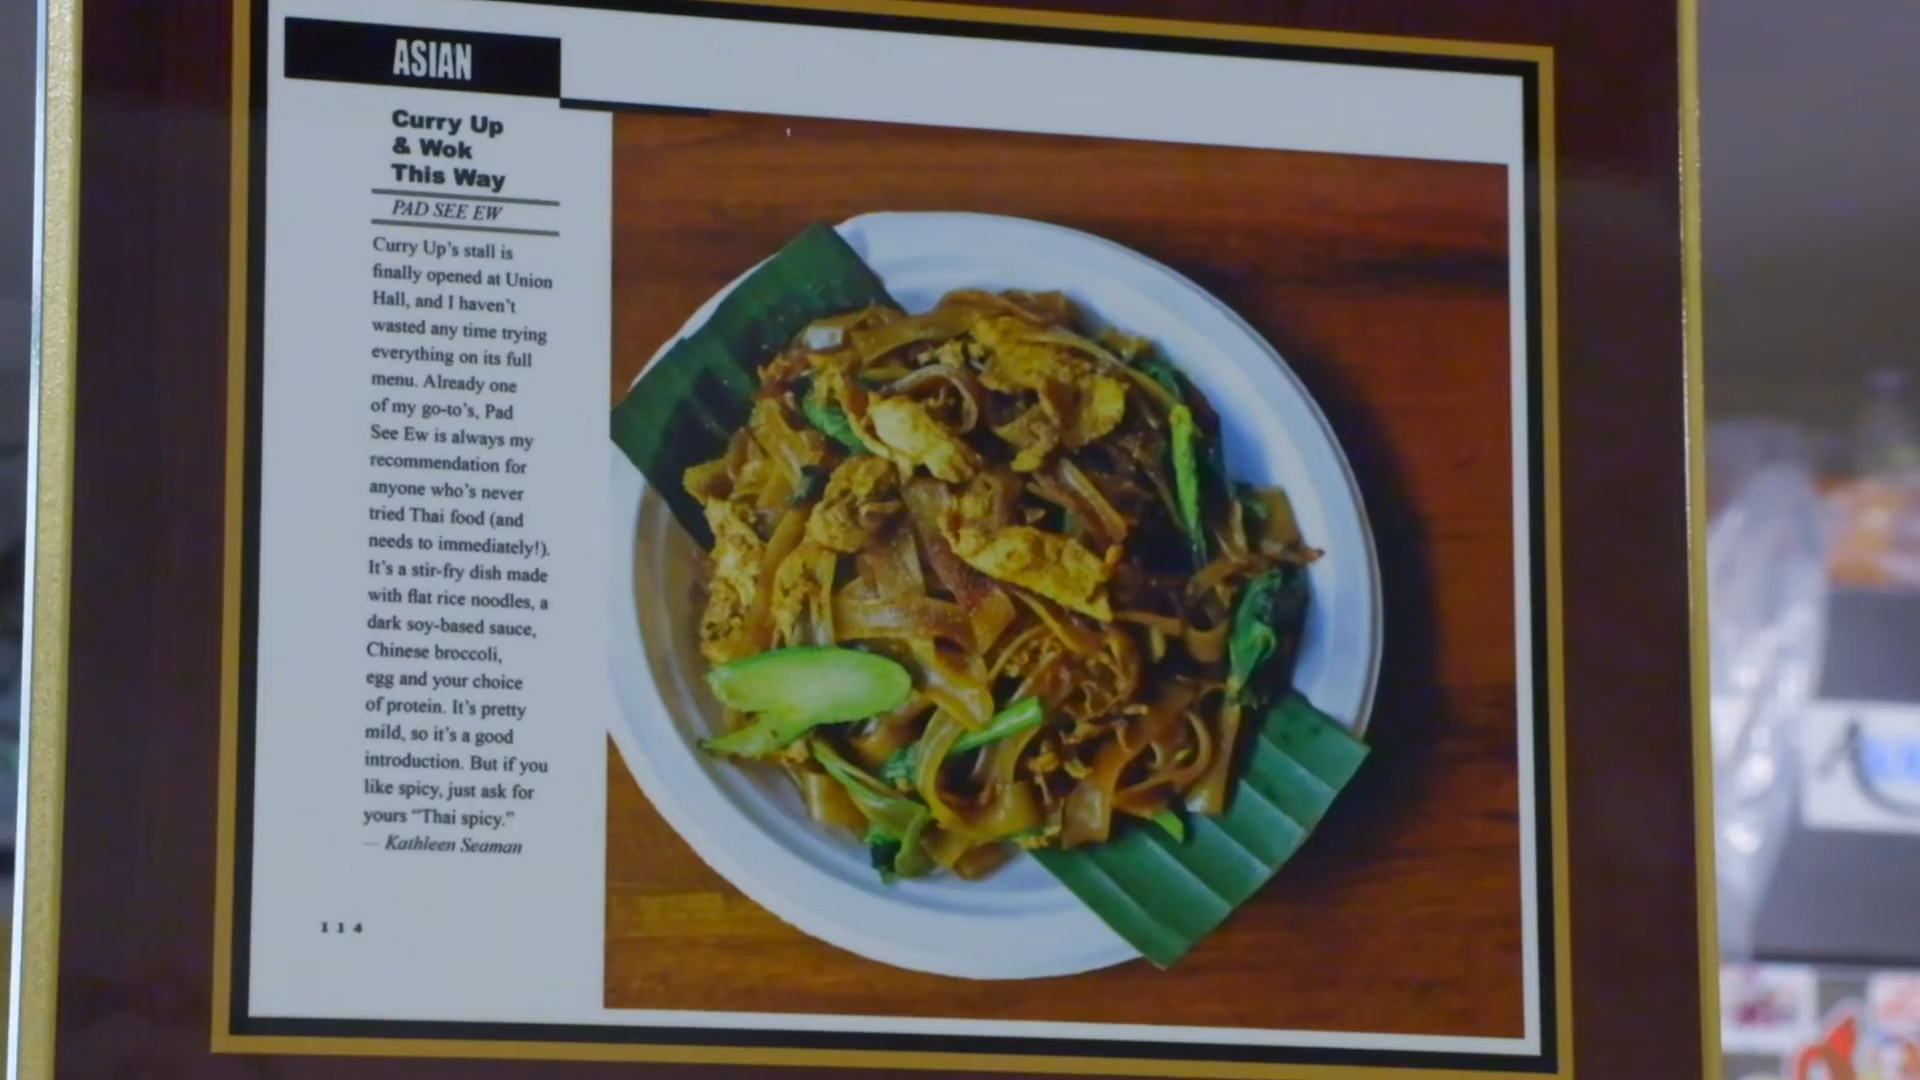 ASIAN
Curry Up
& Wok
This Way
PAD SEE EW
Curry Up's stall is
finally opened at Union
Hall, and I haven't
wasted any time trying
everything on its full
menu. Already one
of my go-to's, Pad
See Ew is always my
recommendation for
anyone who's never
tried Thai food (and
needs to immediately!).
It's a stir-fry dish made
with flat rice noodles, a
dark soy-based sauce,
Chinese broccoli,
egg and your choice
of protein. It's pretty
mild, so it's a good
introduction. But if you
like spicy, just ask for
yours "Thai spicy."
— Kathleen Seaman
114